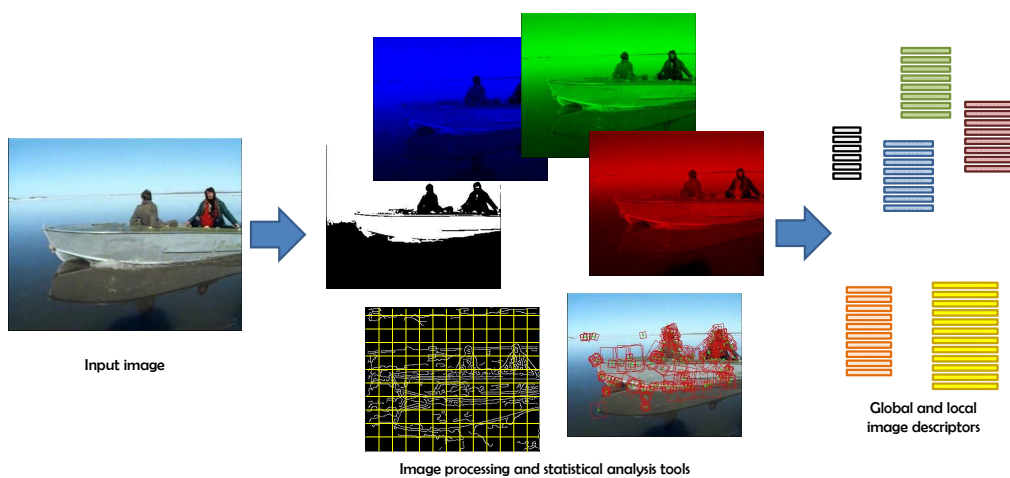 Input image
Image processing and statistical analysis tools
Global and local
image descriptors